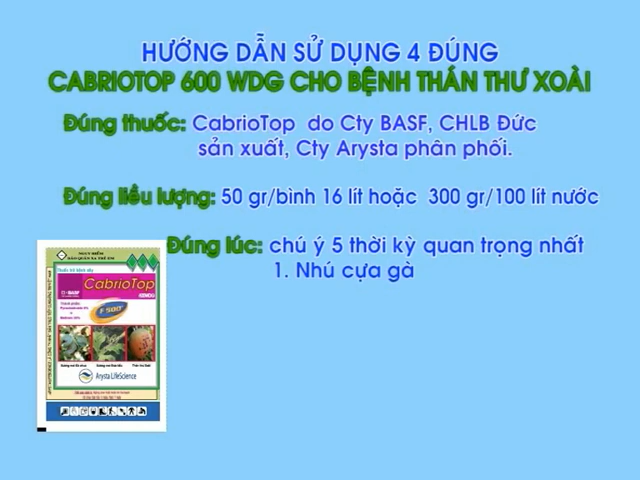 HƯỚNG DẪN SỬ DỤNG 4 ĐÚNG
CABRIOTOP 600 WDG CHO BỆNH THÁN THƯ XOÀI
Đúng thuốc: CabrioTop do Cty BASF, CHLB Đức
sản xuất, Cty Arysta phân phối.
Đúng liều lượng: 50 gr/bình 16 lít hoặc 300 gr/100 lít nước
Đúng lúc: chú ý 5 thời kỳ quan trọng nhất
1. Nhú cựa gà
CabrioTop
BASF
600WDG
F 500
Arysta LifeScience